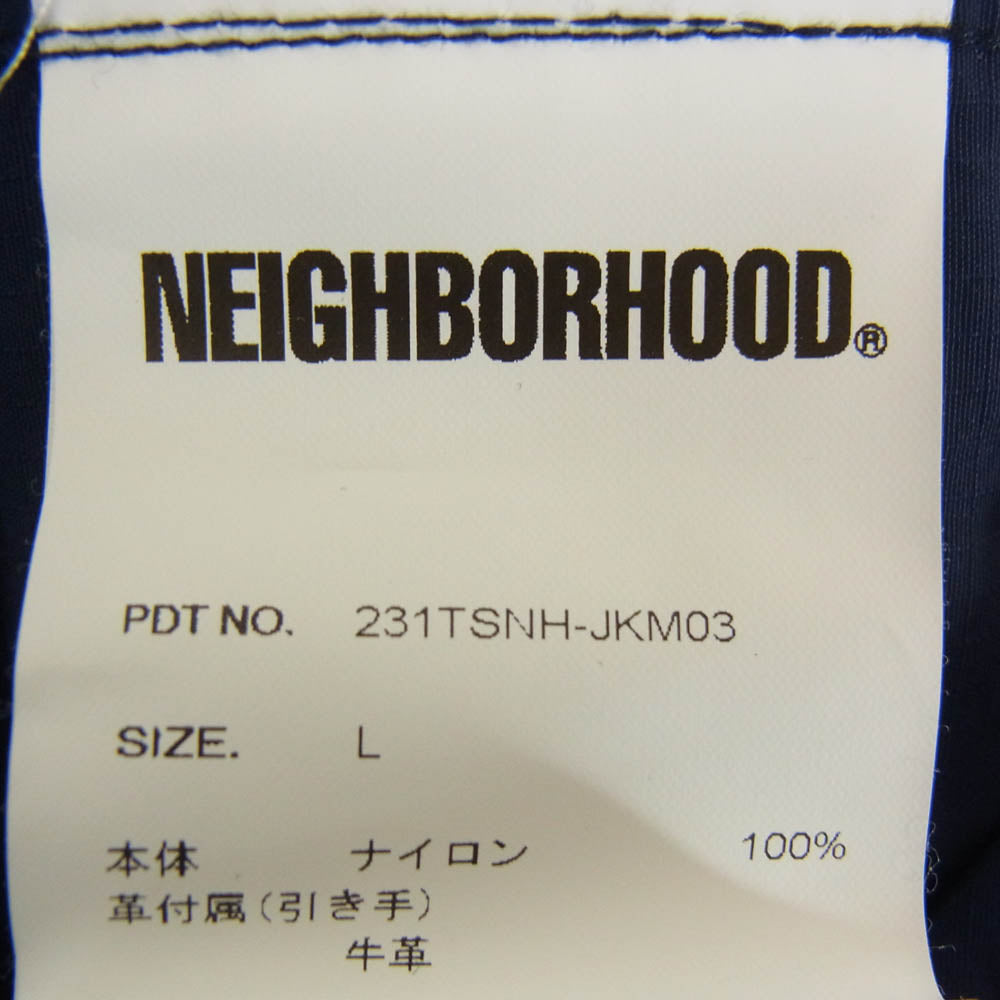 NEIGHBORHOOD®
PDT NO. 231TSNH-JKM03
SIZE. L
本体 ナイロン 100%
革付属(引き手)
牛革